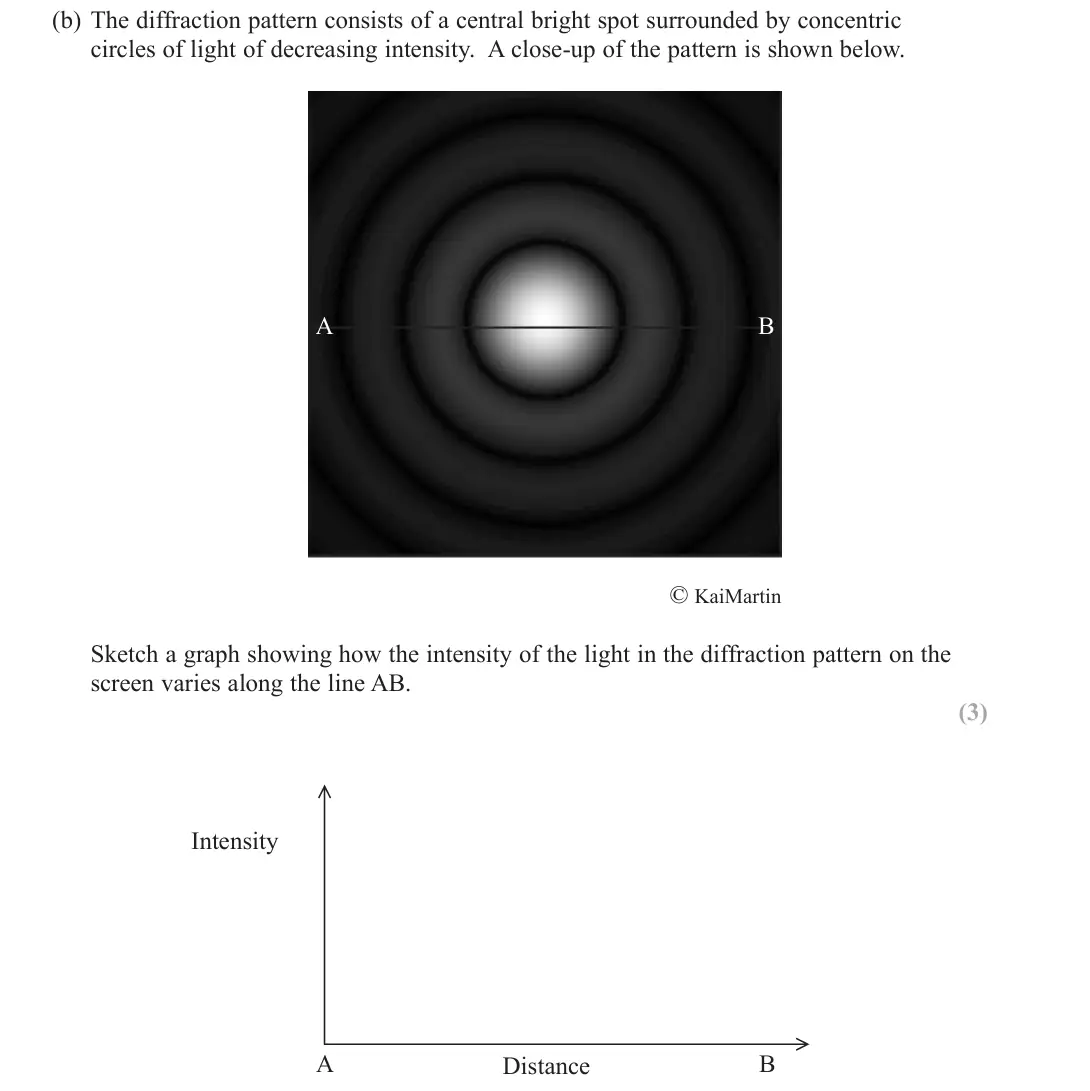 (b) The diffraction pattern consists of a central bright spot surrounded by concentric
circles of light of decreasing intensity. A close-up of the pattern is shown below.
A
B
© KaiMartin
Sketch a graph showing how the intensity of the light in the diffraction pattern on the
screen varies along the line AB.
(3)
Intensity
A Distance B